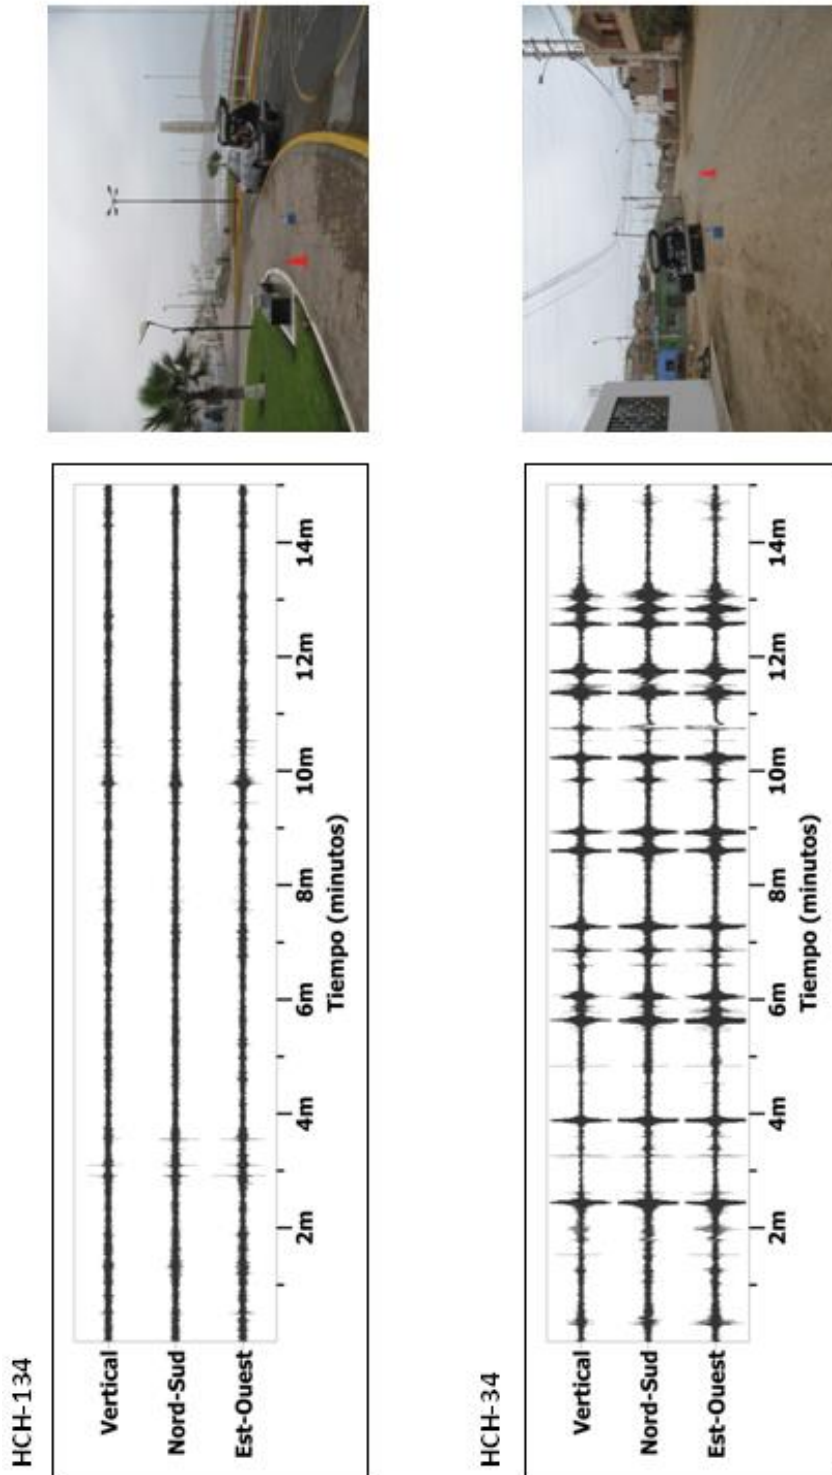 HCH-134
Vertical
Nord-Sud
Est-Ouest
2m 4m 6m 8m 10m 12m 14m
Tiempo (minutos)
HCH-34
Vertical
Nord-Sud
Est-Ouest
2m 4m 6m 8m 10m 12m 14m
Tiempo (minutos)